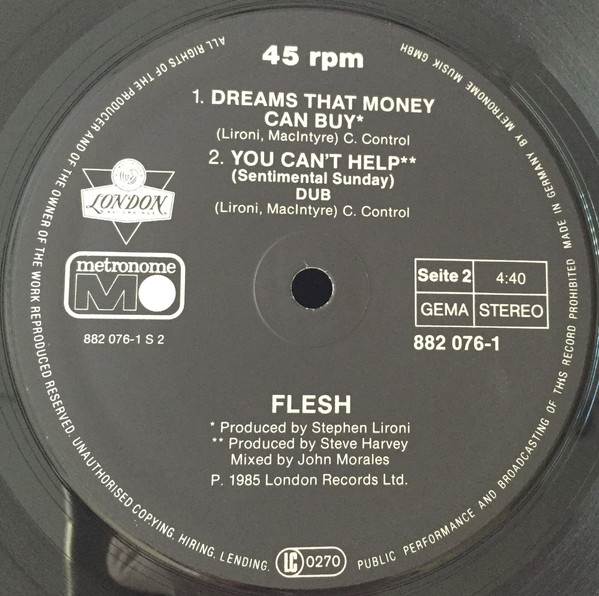 45 rpm
1. DREAMS THAT MONEY
CAN BUY*
(Lironi, MacIntyre) C. Control
2. YOU CAN'T HELP**
(Sentimental Sunday)
DUB
(Lironi, MacIntyre) C. Control
LONDON
metronome
M
882 076-1 S 2
Seite 2
4:40
GEMA
STEREO
882 076-1
FLESH
* Produced by Stephen Lironi
** Produced by Steve Harvey
Mixed by John Morales
P. 1985 London Records Ltd.
LC 0270
ALL RIGHTS OF THE PRODUCER AND OF THE OWNER OF THE WORK REPRODUCED RESERVED. UNAUTHORISED COPYING, HIRING, LENDING, PUBLIC PERFORMANCE AND BROADCASTING OF THIS RECORD PROHIBITED MADE IN GERMANY BY METRONOME MUSIK GMBH